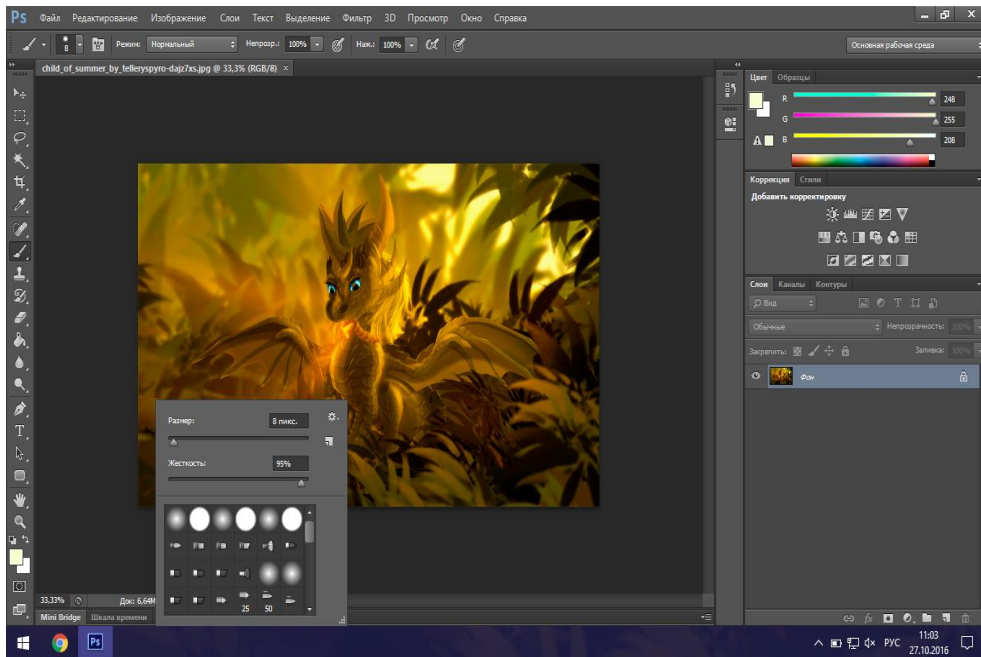 Ps Файл Редактирование Изображение Слои Текст Выделение Фильтр 3D Просмотр Окно Справка
8 Режим: Нормальный Непрозр.: 100% Наж.: 100% Основная рабочая среда
child_of_summer_by_telleryspyro-dajz7xs.jpg @ 33,3% (RGB/8) ×
Цвет Образцы
R 248
G 255
B 208
Коррекция Стили
Добавить корректировку
Слои Каналы Контуры
Вид
Обычные Непрозрачность: 100%
Закрепить: Заливка: 100%
Фон
Размер: 8 пикс.
Жесткость: 95%
25 50
33,33% Док: 6,64M
Mini Bridge Шкала времени
Ps РУС 11:03
27.10.2016